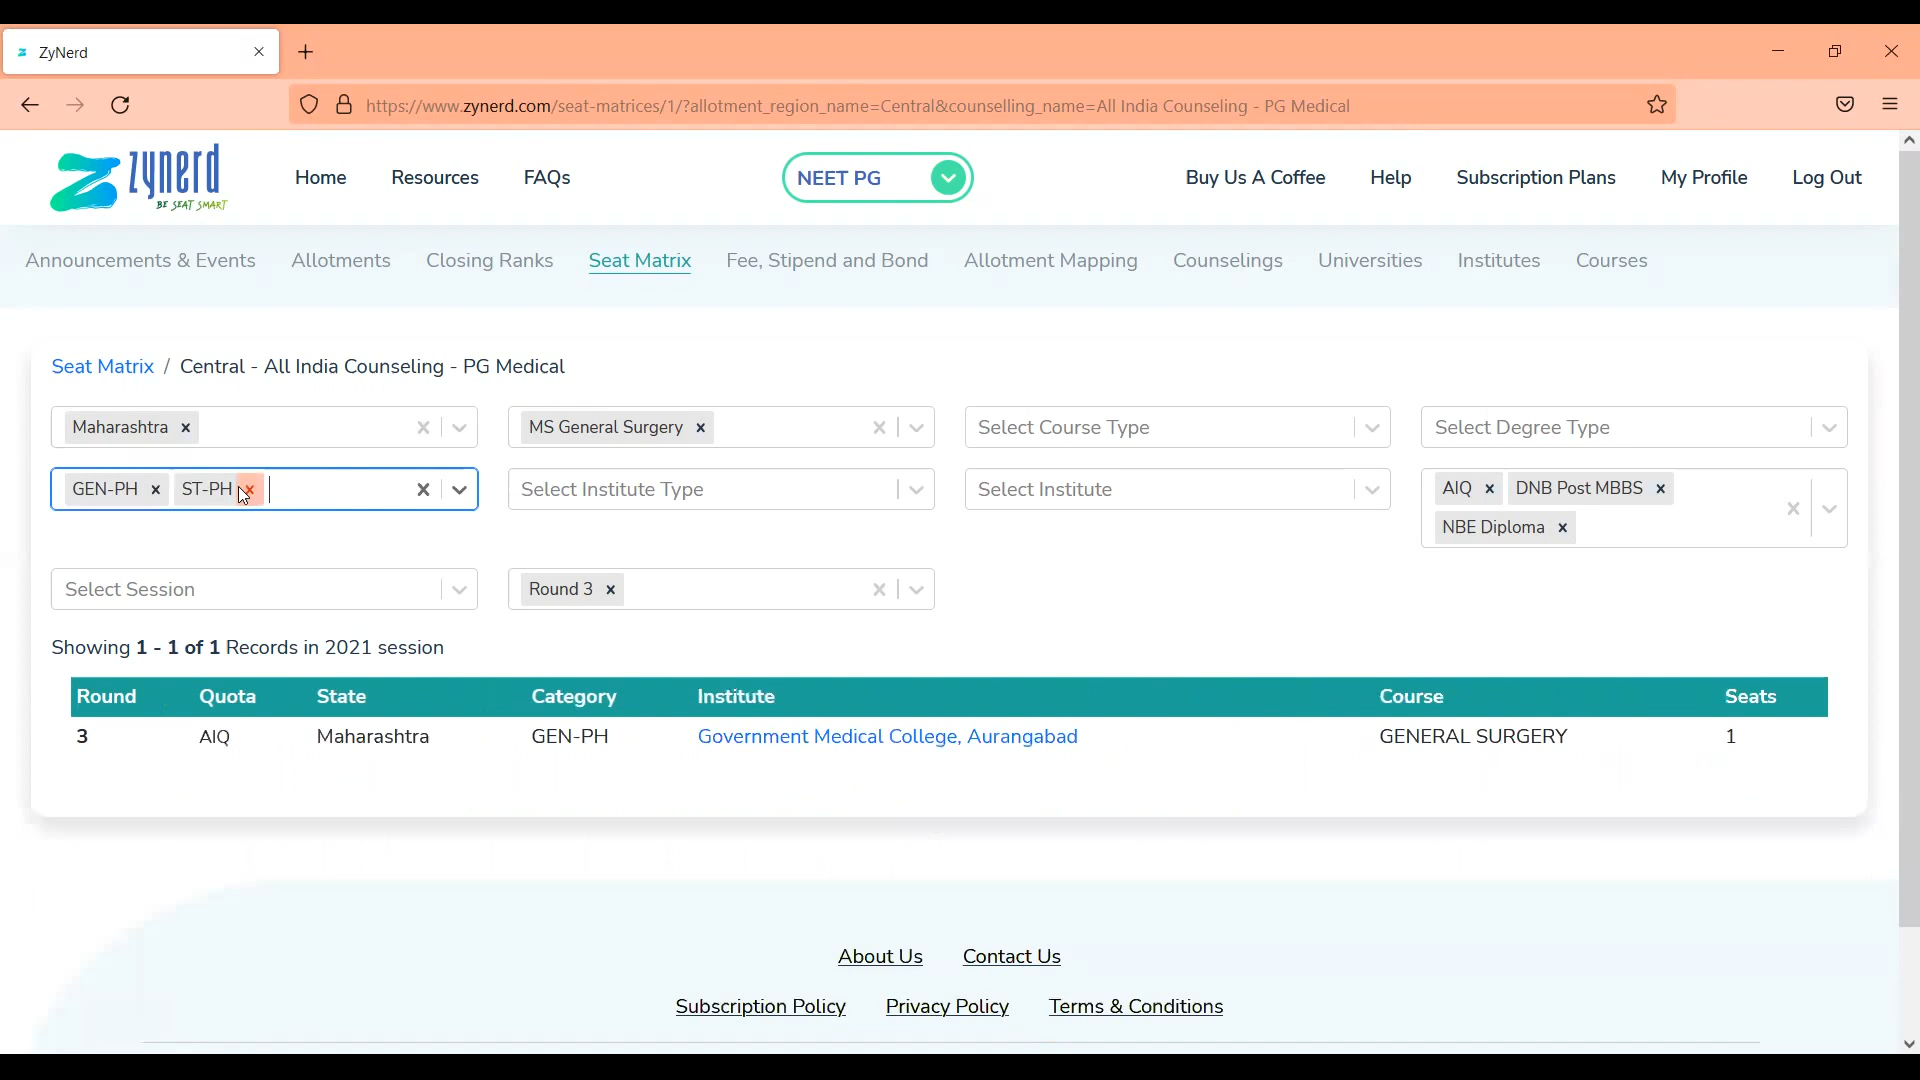 ZyNerd
https://www.zynerd.com/seat-matrices/1/?allotment_region_name=Central&counselling_name=All India Counseling - PG Medical
zynerd
BE SEAT SMART
Home Resources FAQs NEET PG Buy Us A Coffee Help Subscription Plans My Profile Log Out
Announcements & Events Allotments Closing Ranks Seat Matrix Fee, Stipend and Bond Allotment Mapping Counselings Universities Institutes Courses
Seat Matrix / Central - All India Counseling - PG Medical
Maharashtra MS General Surgery Select Course Type Select Degree Type
GEN-PH ST-PH Select Institute Type Select Institute AIQ DNB Post MBBS
NBE Diploma
Select Session Round 3
Showing 1 - 1 of 1 Records in 2021 session
Round Quota State Category Institute Course Seats
3 AIQ Maharashtra GEN-PH Government Medical College, Aurangabad GENERAL SURGERY 1
About Us Contact Us
Subscription Policy Privacy Policy Terms & Conditions